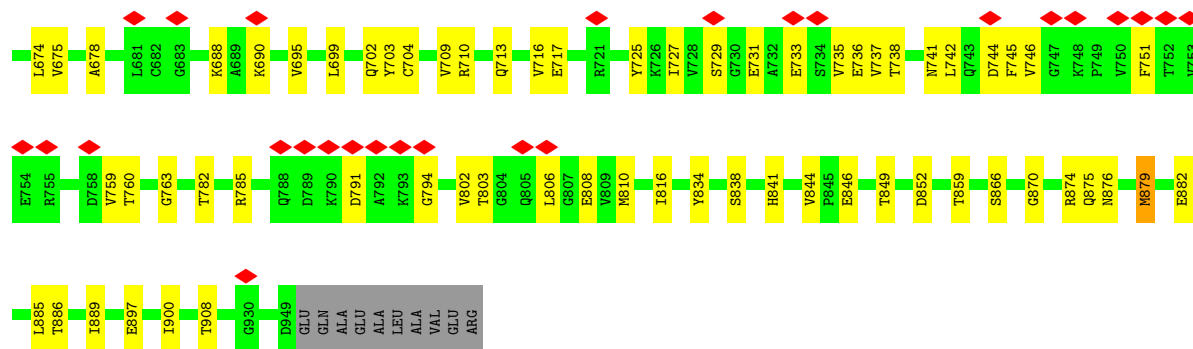 L674 V675 A678 L681 C682 G683 K688 A689 K690 V695 L699 Q702 Y703 C704 V709 R710 Q713 V716 E717 R721 Y725 K726 I727 V728 S729 G730 E731 A732 E733 S734 V735 E736 V737 T738 N741 L742 Q743 D744 F745 V746 G747 K748 P749 V750 F751 T752 V753
E754 R755 D758 V759 T760 G763 T782 R785 Q788 D789 K790 D791 A792 K793 G794 V802 T803 G804 Q805 L806 G807 E808 V809 M810 I816 Y834 S838 H841 V844 P845 E846 T849 D852 T859 S866 G870 R874 Q875 N876 M879 E882
L885 T886 I889 E897 I900 T908 G930 D949 GLU GLN ALA GLU ALA LEU ALA VAL GLU ARG